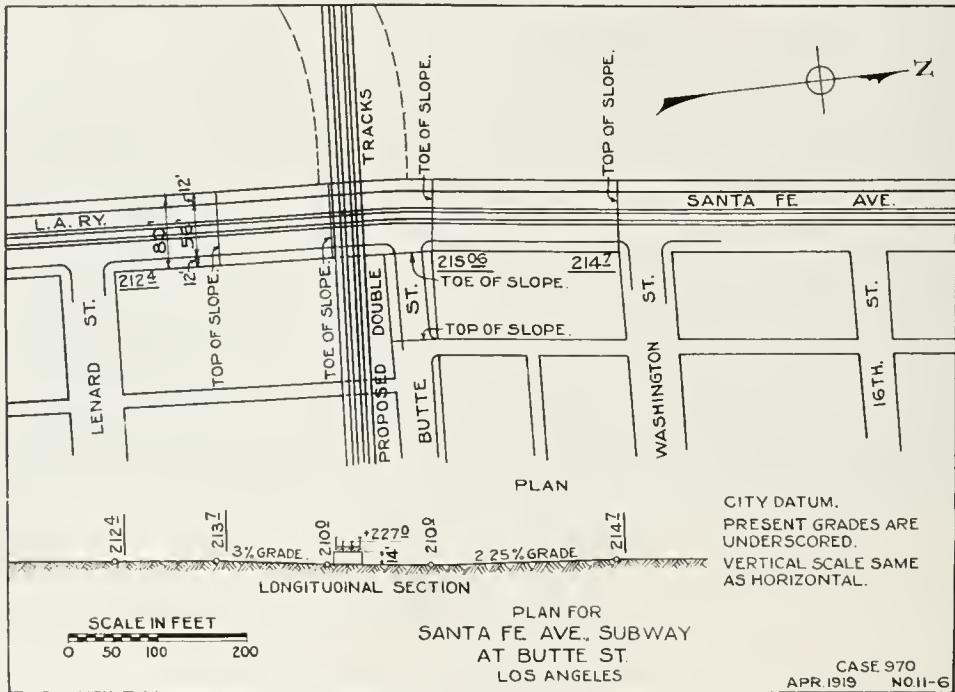 TRACKS
TOE OF SLOPE.
TOP OF SLOPE.
N
L.A. RY.
80'
56'
12'
12'
SANTA FE AVE.
212.4
TOP OF SLOPE.
TOE OF SLOPE.
215.06
214.7
TOE OF SLOPE.
TOP OF SLOPE.
LENARD ST.
PROPOSED DOUBLE
BUTTE ST.
WASHINGTON ST.
16TH. ST.
PLAN
212.4
213.7
3% GRADE.
210.0
+227.0
14'
210.0
2.25% GRADE
214.7
LONGITUDINAL SECTION
CITY DATUM.
PRESENT GRADES ARE
UNDERSCORED.
VERTICAL SCALE SAME
AS HORIZONTAL.
SCALE IN FEET
0 50 100 200
PLAN FOR
SANTA FE AVE., SUBWAY
AT BUTTE ST.
LOS ANGELES
CASE 970
APR.1919 NO.11-6